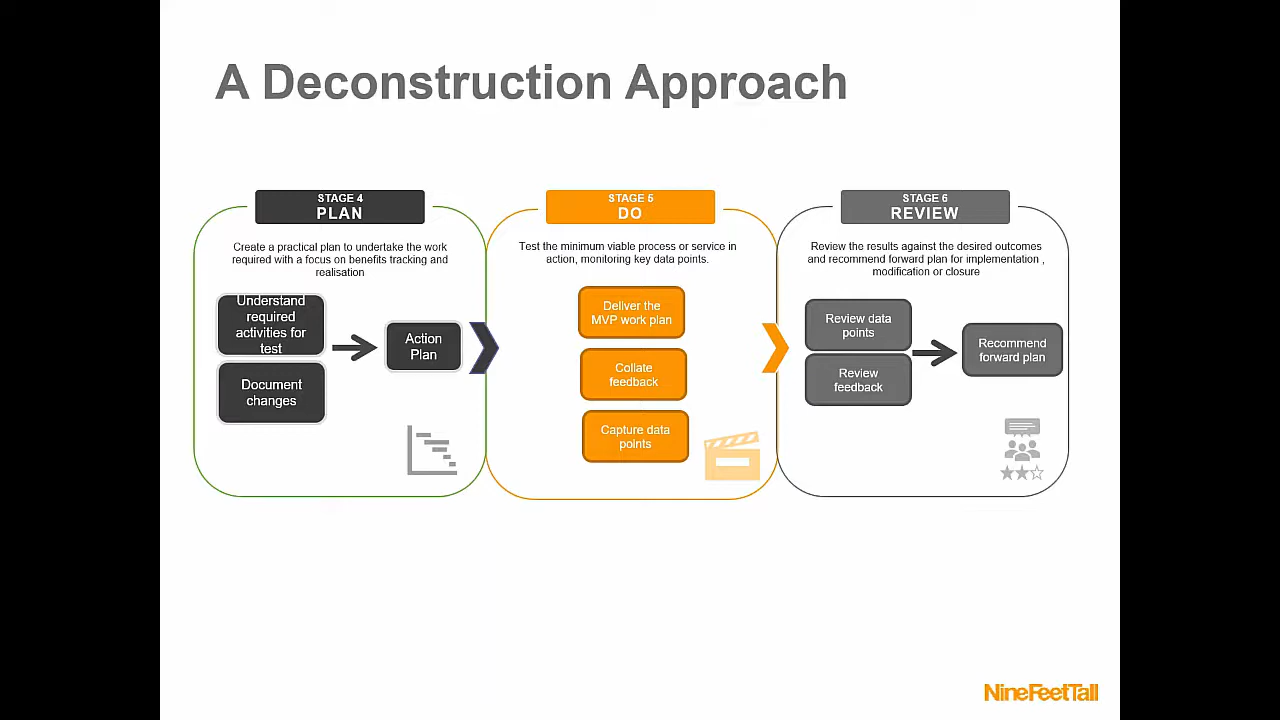 A Deconstruction Approach
STAGE 4
PLAN
Create a practical plan to undertake the work
required with a focus on benefits tracking and
realisation
Understand
required
activities for
test
Document
changes
Action
Plan
STAGE 5
DO
Test the minimum viable process or service in
action, monitoring key data points.
Deliver the
MVP work plan
Collate
feedback
Capture data
points
STAGE 6
REVIEW
Review the results against the desired outcomes
and recommend forward plan for implementation ,
modification or closure
Review data
points
Review
feedback
Recommend
forward plan
NineFeetTall